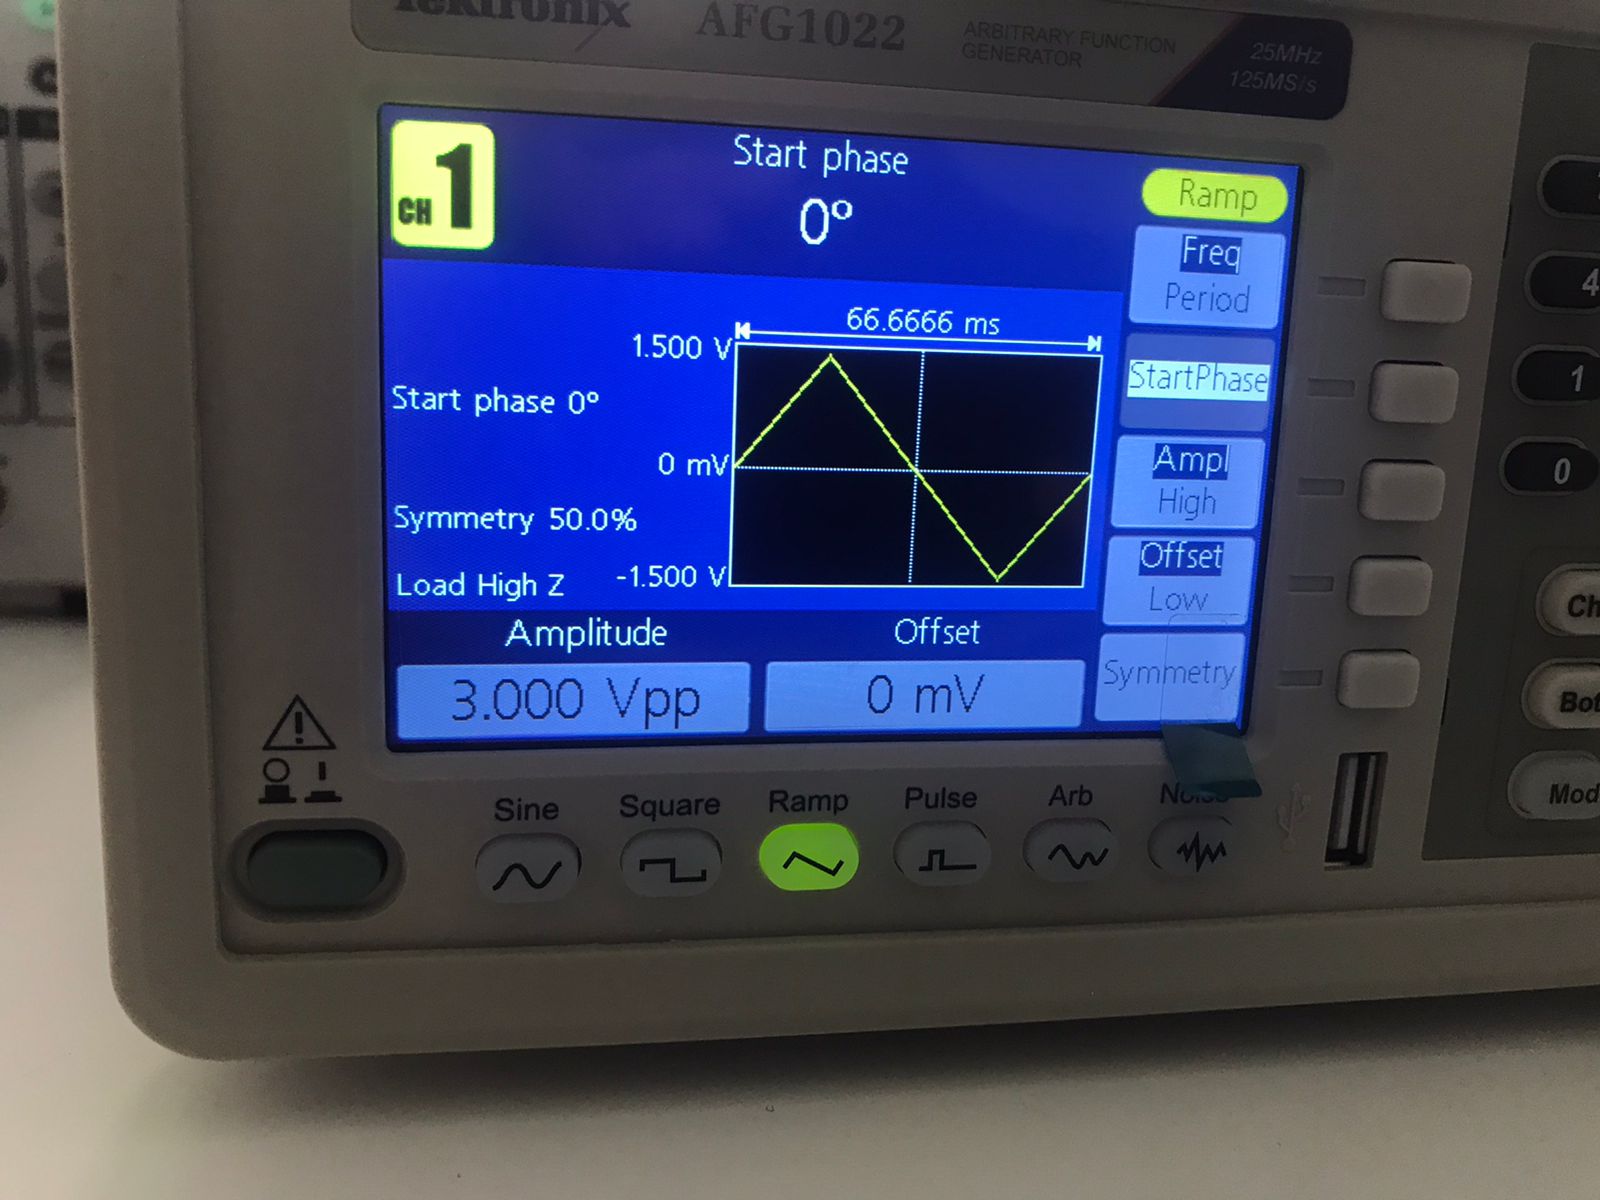 Tektronix AFG1022 ARBITRARY FUNCTION GENERATOR
25MHz
125MS/s
CH 1
Start phase
0°
Ramp
Freq
Period
66.6666 ms
1.500 V
StartPhase
Start phase 0°
0 mV
Ampl
High
Symmetry 50.0%
Offset
Low
Load High Z
-1.500 V
Amplitude
Offset
Symmetry
3.000 Vpp
0 mV
Sine
Square
Ramp
Pulse
Arb
Noise
4
1
0